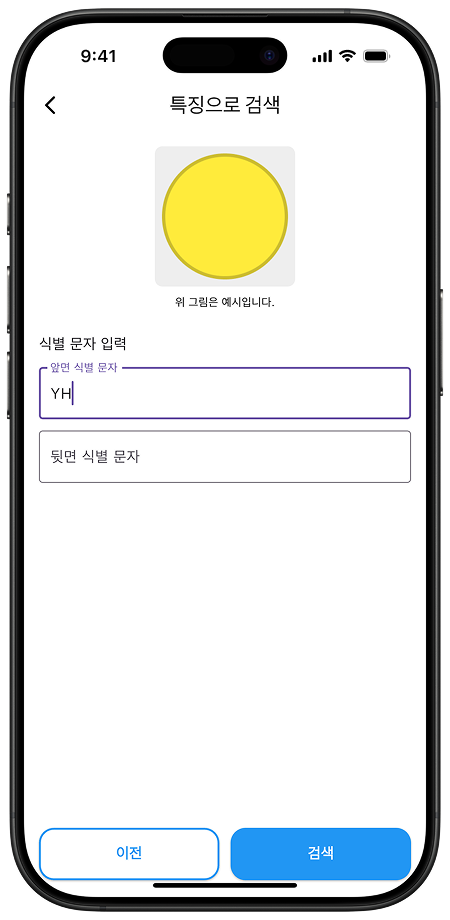 9:41
특징으로 검색
위 그림은 예시입니다.
식별 문자 입력
앞면 식별 문자
YH
뒷면 식별 문자
이전
검색